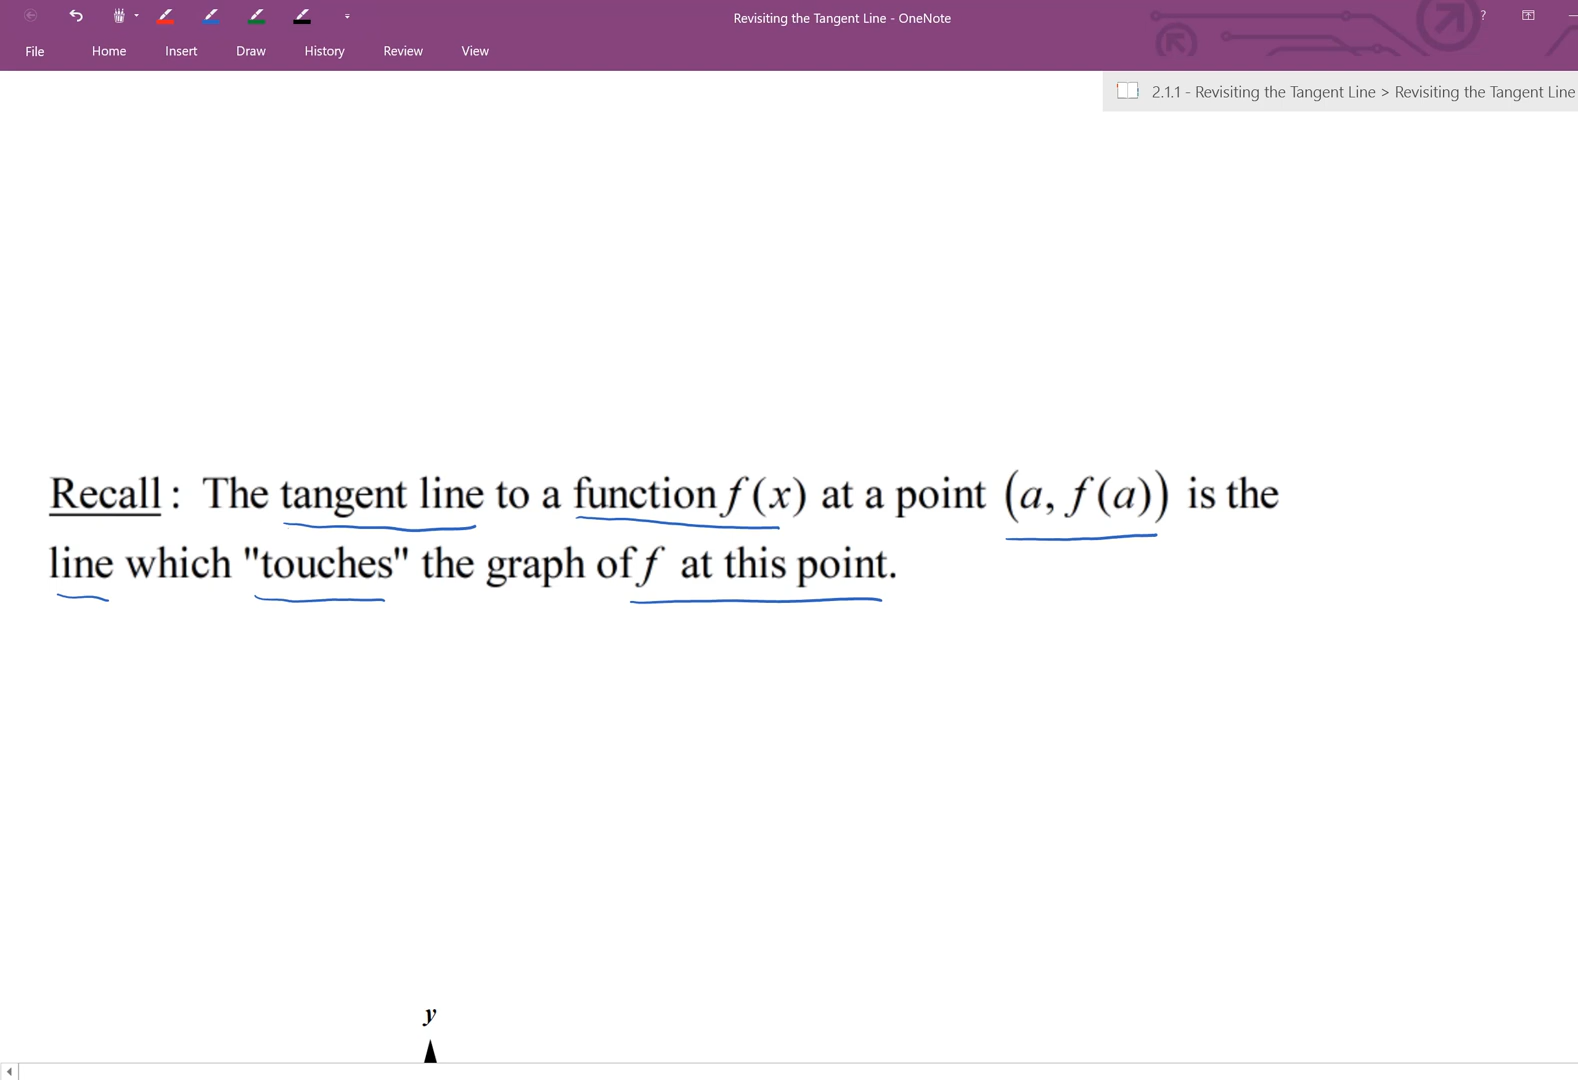 Revisiting the Tangent Line - OneNote
?
File Home Insert Draw History Review View
2.1.1 - Revisiting the Tangent Line > Revisiting the Tangent Line
Recall : The tangent line to a function f(x) at a point (a, f(a)) is the
line which "touches" the graph of f at this point.
y